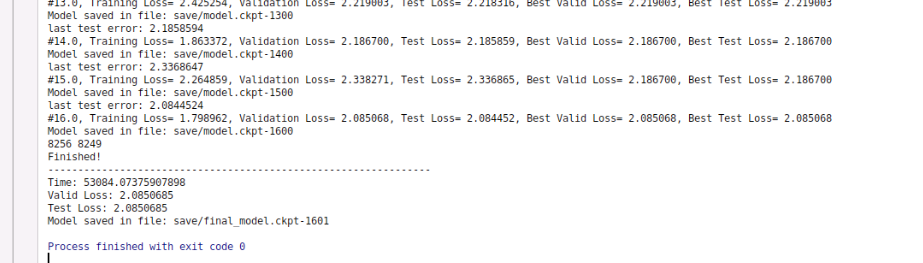 #13.0, Training Loss= 2.425254, Validation Loss= 2.219003, Test Loss= 2.218316, Best Valid Loss= 2.219003, Best Test Loss= 2.219003
Model saved in file: save/model.ckpt-1300
last test error: 2.1858594
#14.0, Training Loss= 1.863372, Validation Loss= 2.186700, Test Loss= 2.185859, Best Valid Loss= 2.186700, Best Test Loss= 2.186700
Model saved in file: save/model.ckpt-1400
last test error: 2.3368647
#15.0, Training Loss= 2.264859, Validation Loss= 2.338271, Test Loss= 2.336865, Best Valid Loss= 2.186700, Best Test Loss= 2.186700
Model saved in file: save/model.ckpt-1500
last test error: 2.0844524
#16.0, Training Loss= 1.798962, Validation Loss= 2.085068, Test Loss= 2.084452, Best Valid Loss= 2.085068, Best Test Loss= 2.085068
Model saved in file: save/model.ckpt-1600
8256 8249
Finished!
---------------------------------------------------------------
Time: 53084.07375907898
Valid Loss: 2.0850685
Test Loss: 2.0850685
Model saved in file: save/final_model.ckpt-1601
Process finished with exit code 0